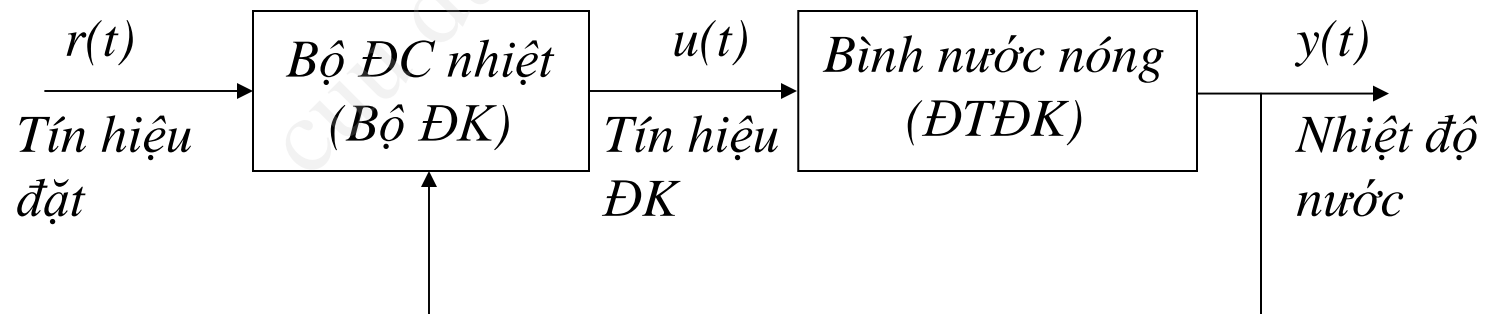 r(t)
Tín hiệu
đặt
Bộ ĐC nhiệt
(Bộ ĐK)
u(t)
Tín hiệu
ĐK
Bình nước nóng
(ĐTĐK)
y(t)
Nhiệt độ
nước